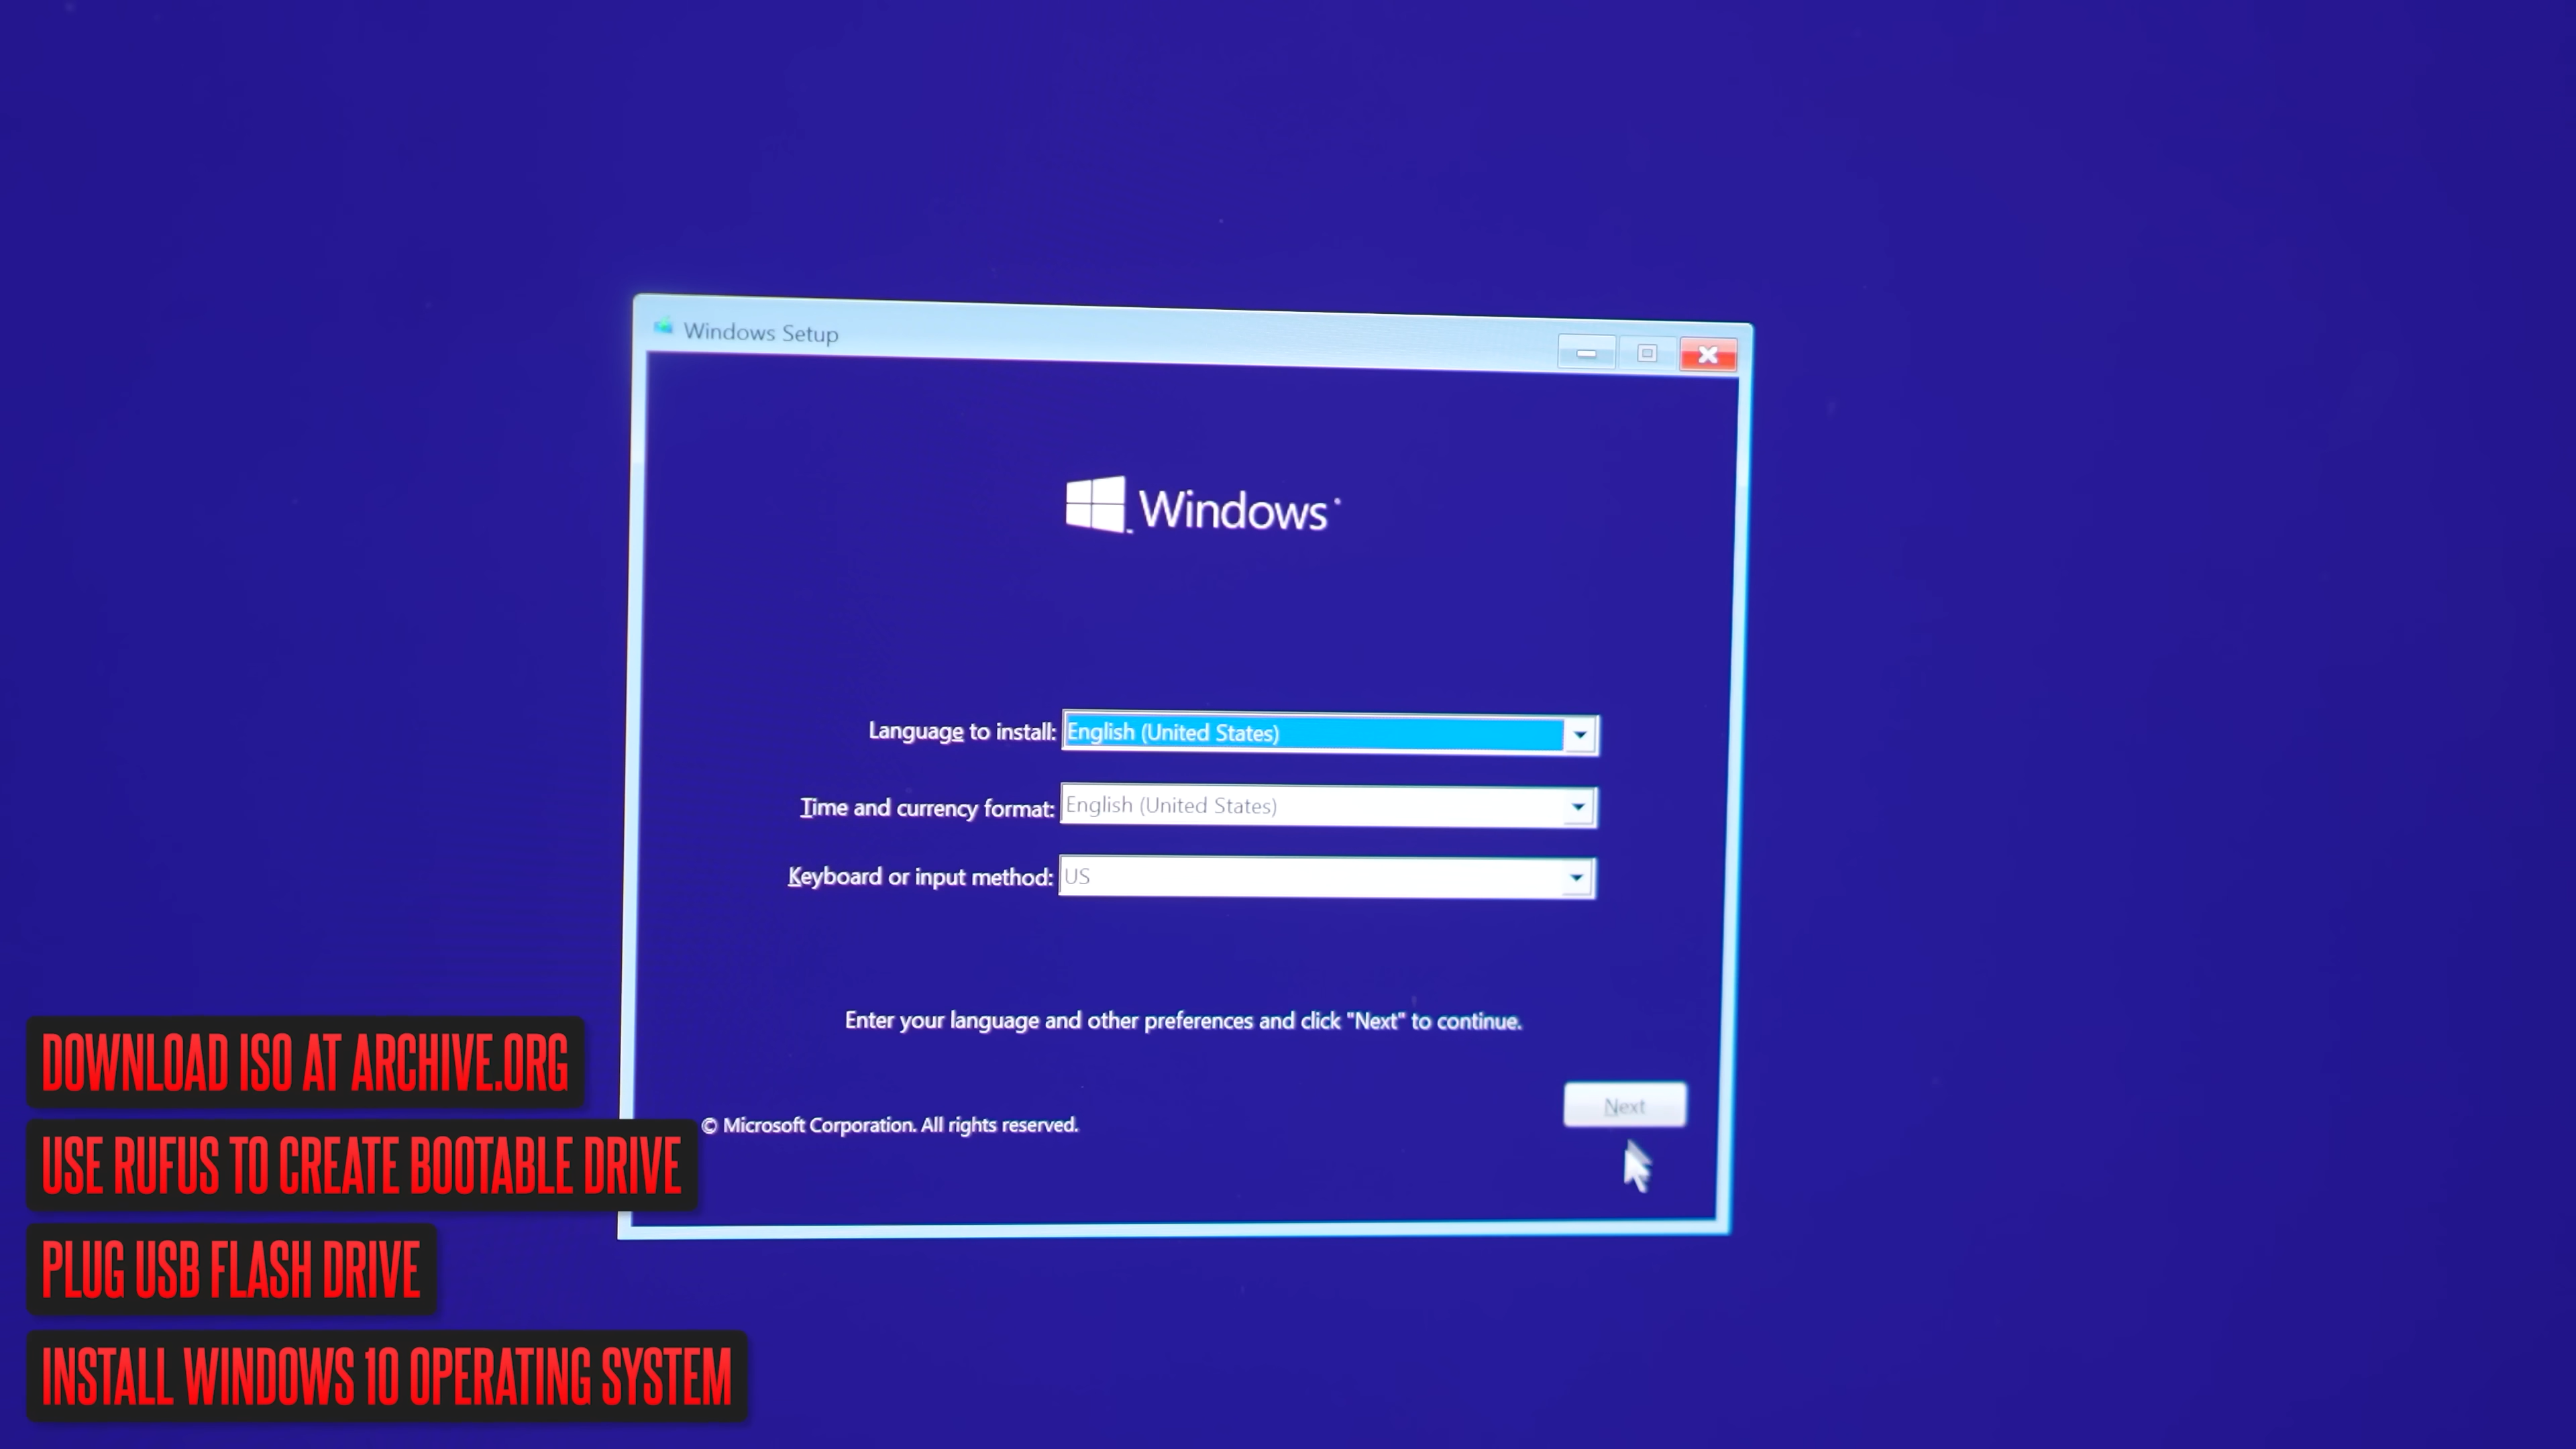 Windows Setup
Windows
Language to install: English (United States)
Time and currency format: English (United States)
Keyboard or input method: US
Enter your language and other preferences and click "Next" to continue.
Next
© Microsoft Corporation. All rights reserved.
DOWNLOAD ISO AT ARCHIVE.ORG
USE RUFUS TO CREATE BOOTABLE DRIVE
PLUG USB FLASH DRIVE
INSTALL WINDOWS 10 OPERATING SYSTEM